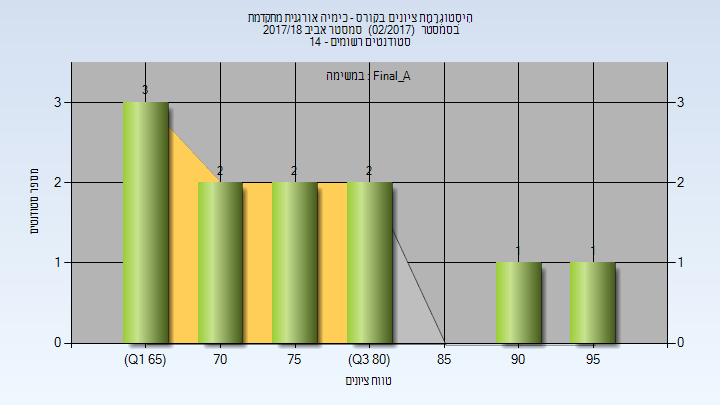 היסטוגרמת ציונים בקורס - כימיה אורגנית מתקדמת
בסמסטר (02/2017) סמסטר אביב 2017/18
סטודנטים רשומים - 14
במשימה : Final_A
3 2 2 2 1 1
מספר סטודנטים
3 3
2 2
1 1
0 0
(Q1 65) 70 75 (Q3 80) 85 90 95
טווח ציונים